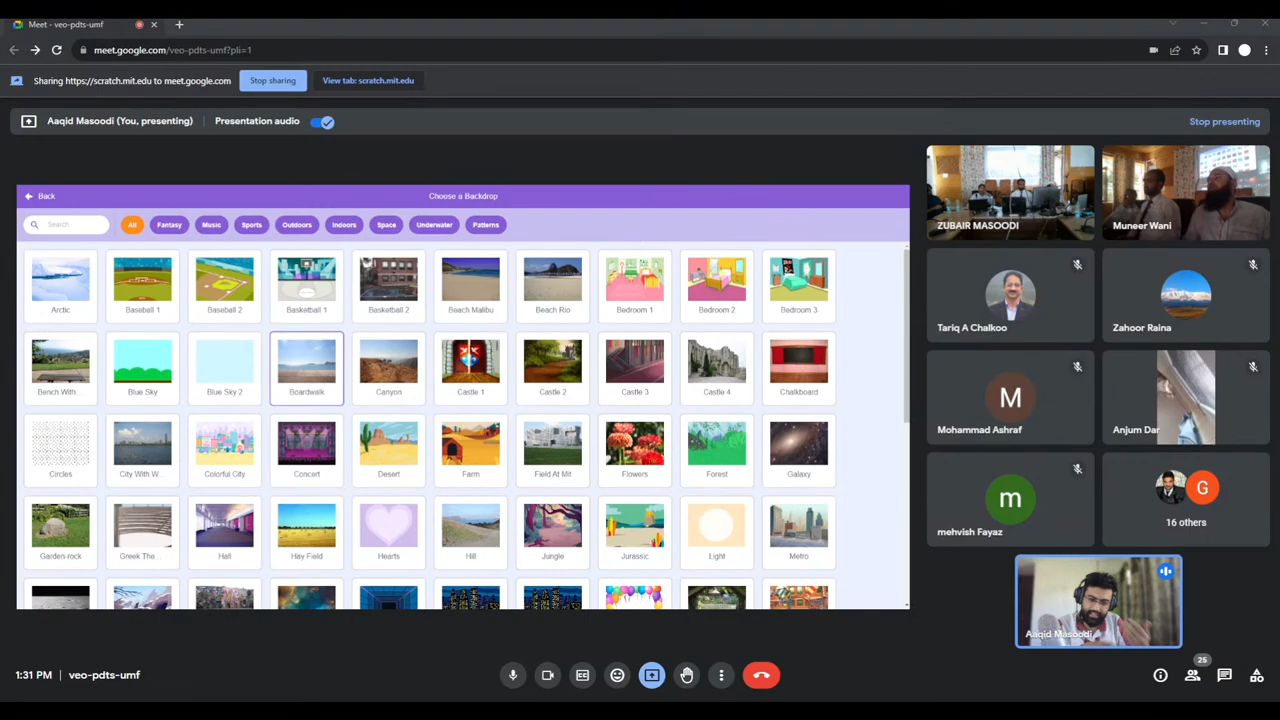 Meet - veo-pdts-umf
meet.google.com/veo-pdts-umf?pli=1
Sharing https://scratch.mit.edu to meet.google.com
Stop sharing
View tab: scratch.mit.edu
Aaqid Masoodi (You, presenting)
Presentation audio
Stop presenting
Back
Choose a Backdrop
Search
All
Fantasy
Music
Sports
Outdoors
Indoors
Space
Underwater
Patterns
Arctic
Baseball 1
Baseball 2
Basketball 1
Basketball 2
Beach Malibu
Beach Rio
Bedroom 1
Bedroom 2
Bedroom 3
Bench With ...
Blue Sky
Blue Sky 2
Boardwalk
Canyon
Castle 1
Castle 2
Castle 3
Castle 4
Chalkboard
Circles
City With W...
Colorful City
Concert
Desert
Farm
Field At Mit
Flowers
Forest
Galaxy
Garden-rock
Greek The...
Hall
Hay Field
Hearts
Hill
Jungle
Jurassic
Light
Metro
ZUBAIR MASOODI
Muneer Wani
Tariq A Chalkoo
Zahoor Raina
M
Mohammad Ashraf
Anjum Dar
m
mehvish Fayaz
G
16 others
Aaqid Masoodi
1:31 PM | veo-pdts-umf
26